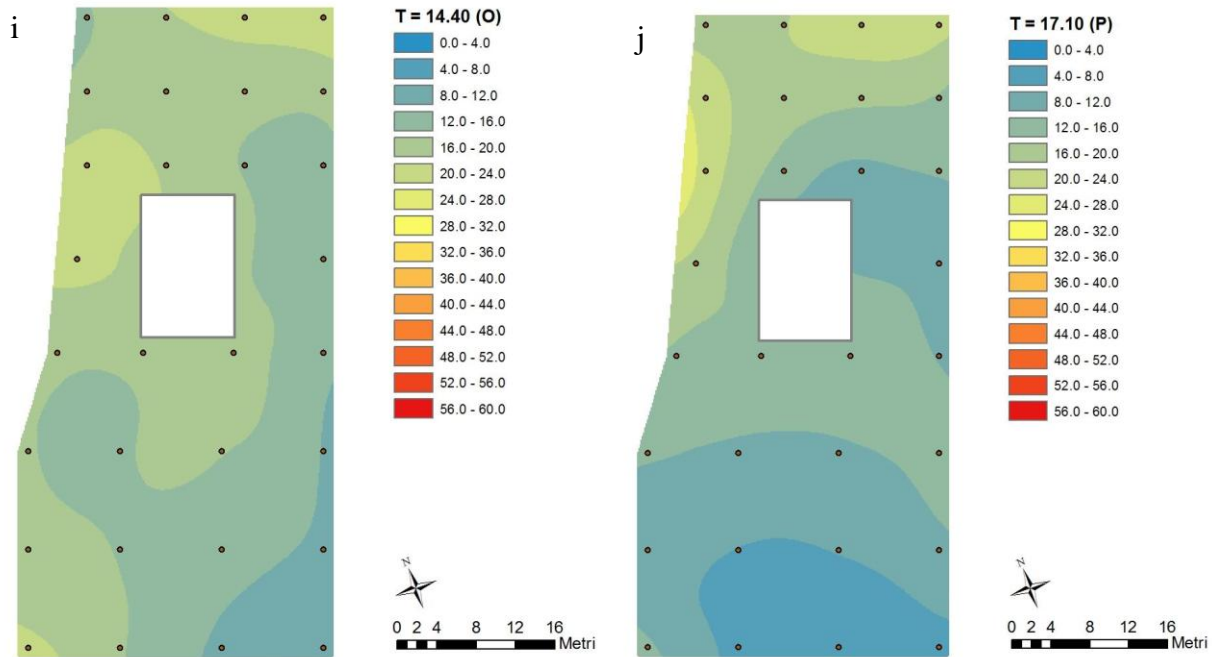 i
T = 14.40 (O)
0.0 - 4.0
4.0 - 8.0
8.0 - 12.0
12.0 - 16.0
16.0 - 20.0
20.0 - 24.0
24.0 - 28.0
28.0 - 32.0
32.0 - 36.0
36.0 - 40.0
40.0 - 44.0
44.0 - 48.0
48.0 - 52.0
52.0 - 56.0
56.0 - 60.0
N
0 2 4 8 12 16
Metri
j
T = 17.10 (P)
0.0 - 4.0
4.0 - 8.0
8.0 - 12.0
12.0 - 16.0
16.0 - 20.0
20.0 - 24.0
24.0 - 28.0
28.0 - 32.0
32.0 - 36.0
36.0 - 40.0
40.0 - 44.0
44.0 - 48.0
48.0 - 52.0
52.0 - 56.0
56.0 - 60.0
N
0 2 4 8 12 16
Metri